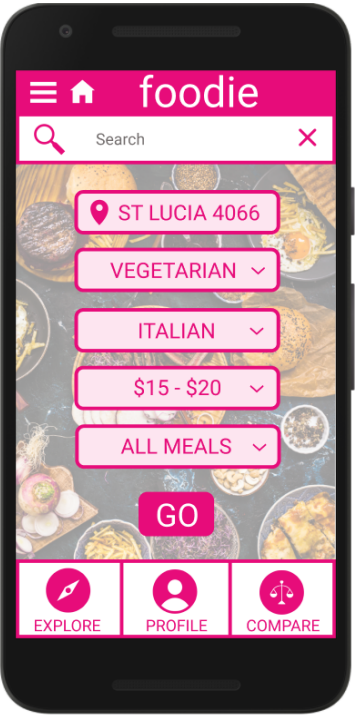 foodie
Search
ST LUCIA 4066
VEGETARIAN
ITALIAN
$15 - $20
ALL MEALS
GO
EXPLORE
PROFILE
COMPARE